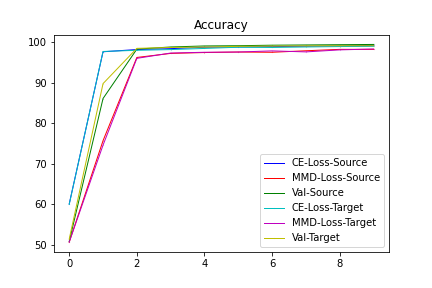 Accuracy
100
90
80
70
60
50
CE-Loss-Source
MMD-Loss-Source
Val-Source
CE-Loss-Target
MMD-Loss-Target
Val-Target
0 2 4 6 8